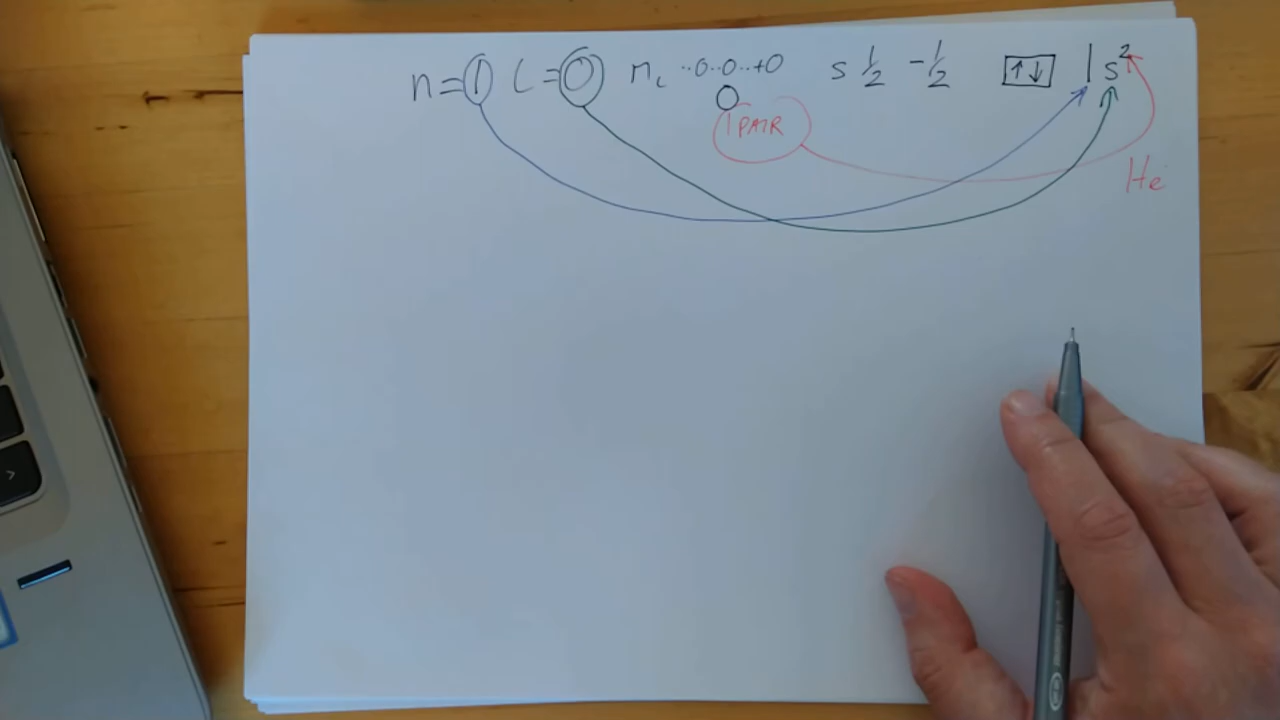 n=1 l=0 mₗ ..0..0..+0 s 1/2 -1/2 ↑↓ 1s²
0
1 PAIR
He